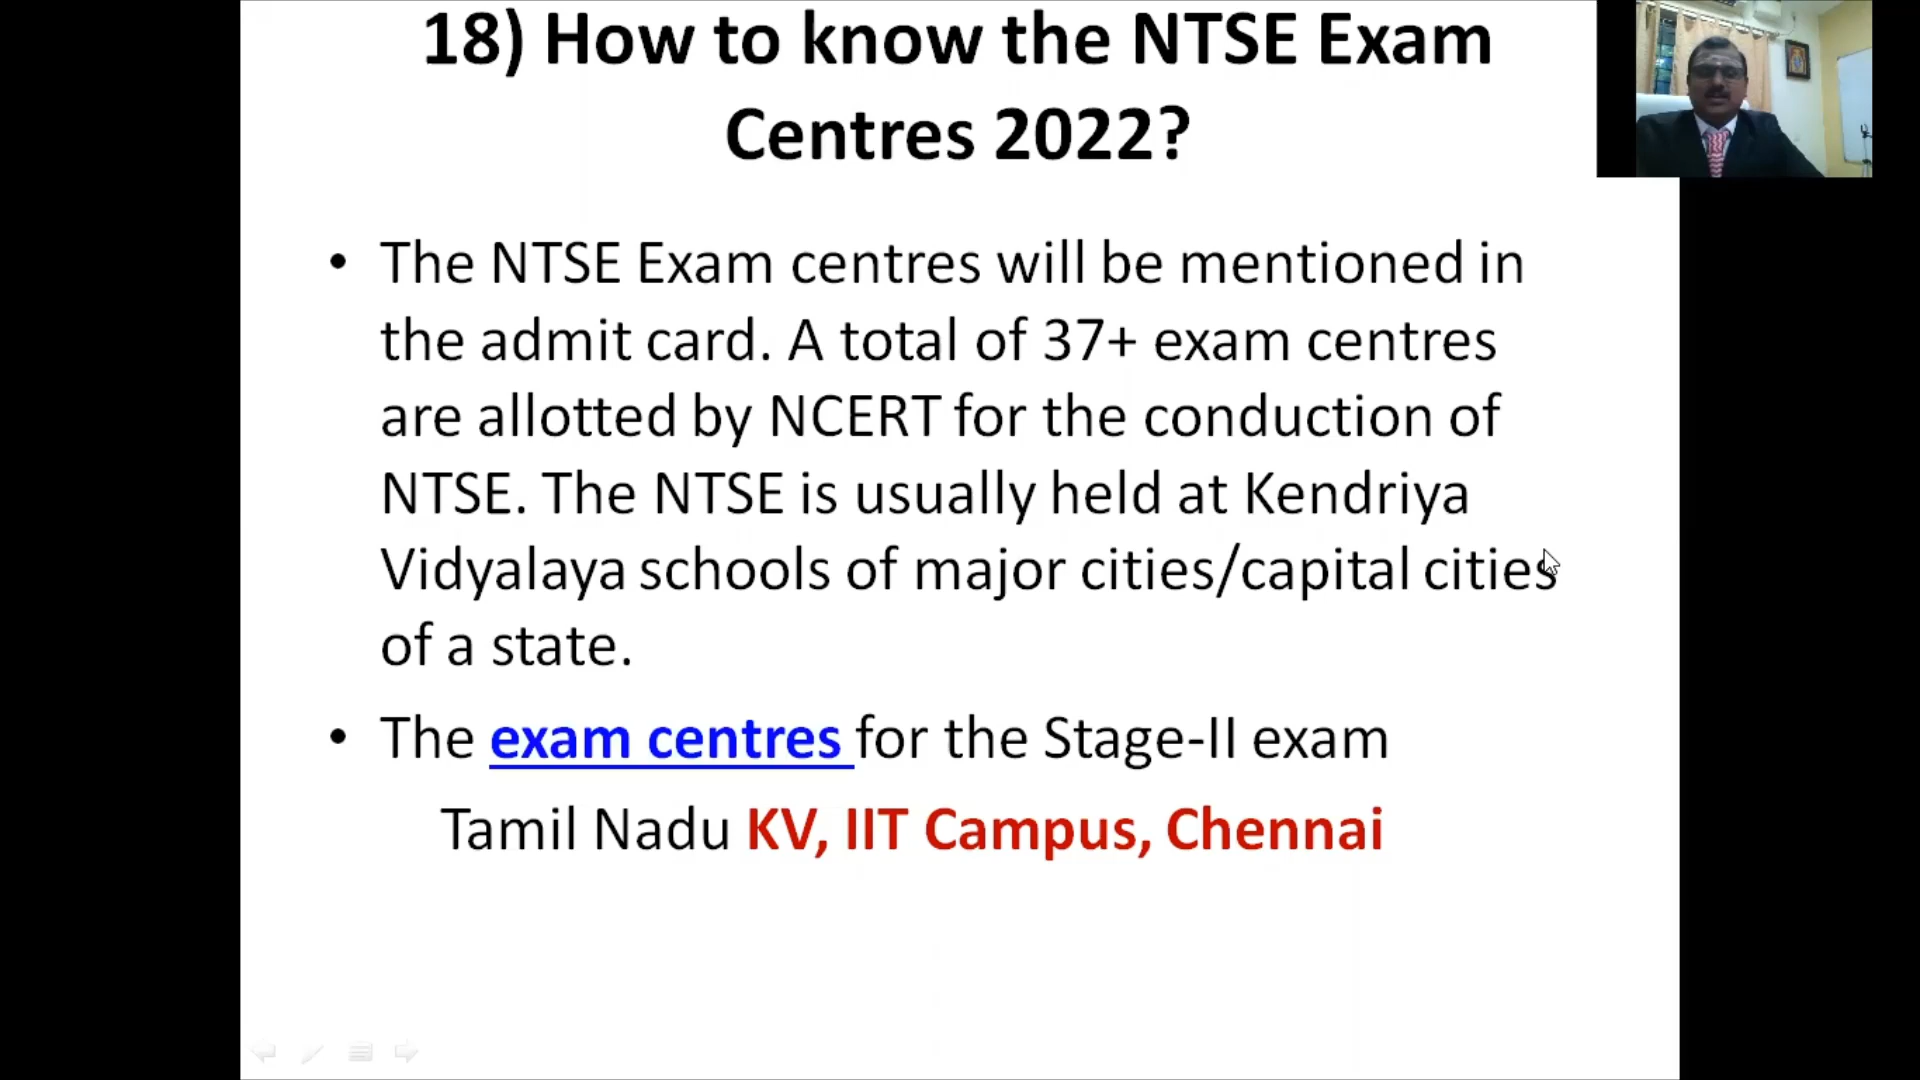 18) How to know the NTSE Exam
Centres 2022?
• The NTSE Exam centres will be mentioned in
the admit card. A total of 37+ exam centres
are allotted by NCERT for the conduction of
NTSE. The NTSE is usually held at Kendriya
Vidyalaya schools of major cities/capital cities
of a state.
• The exam centres for the Stage-II exam
Tamil Nadu KV, IIT Campus, Chennai